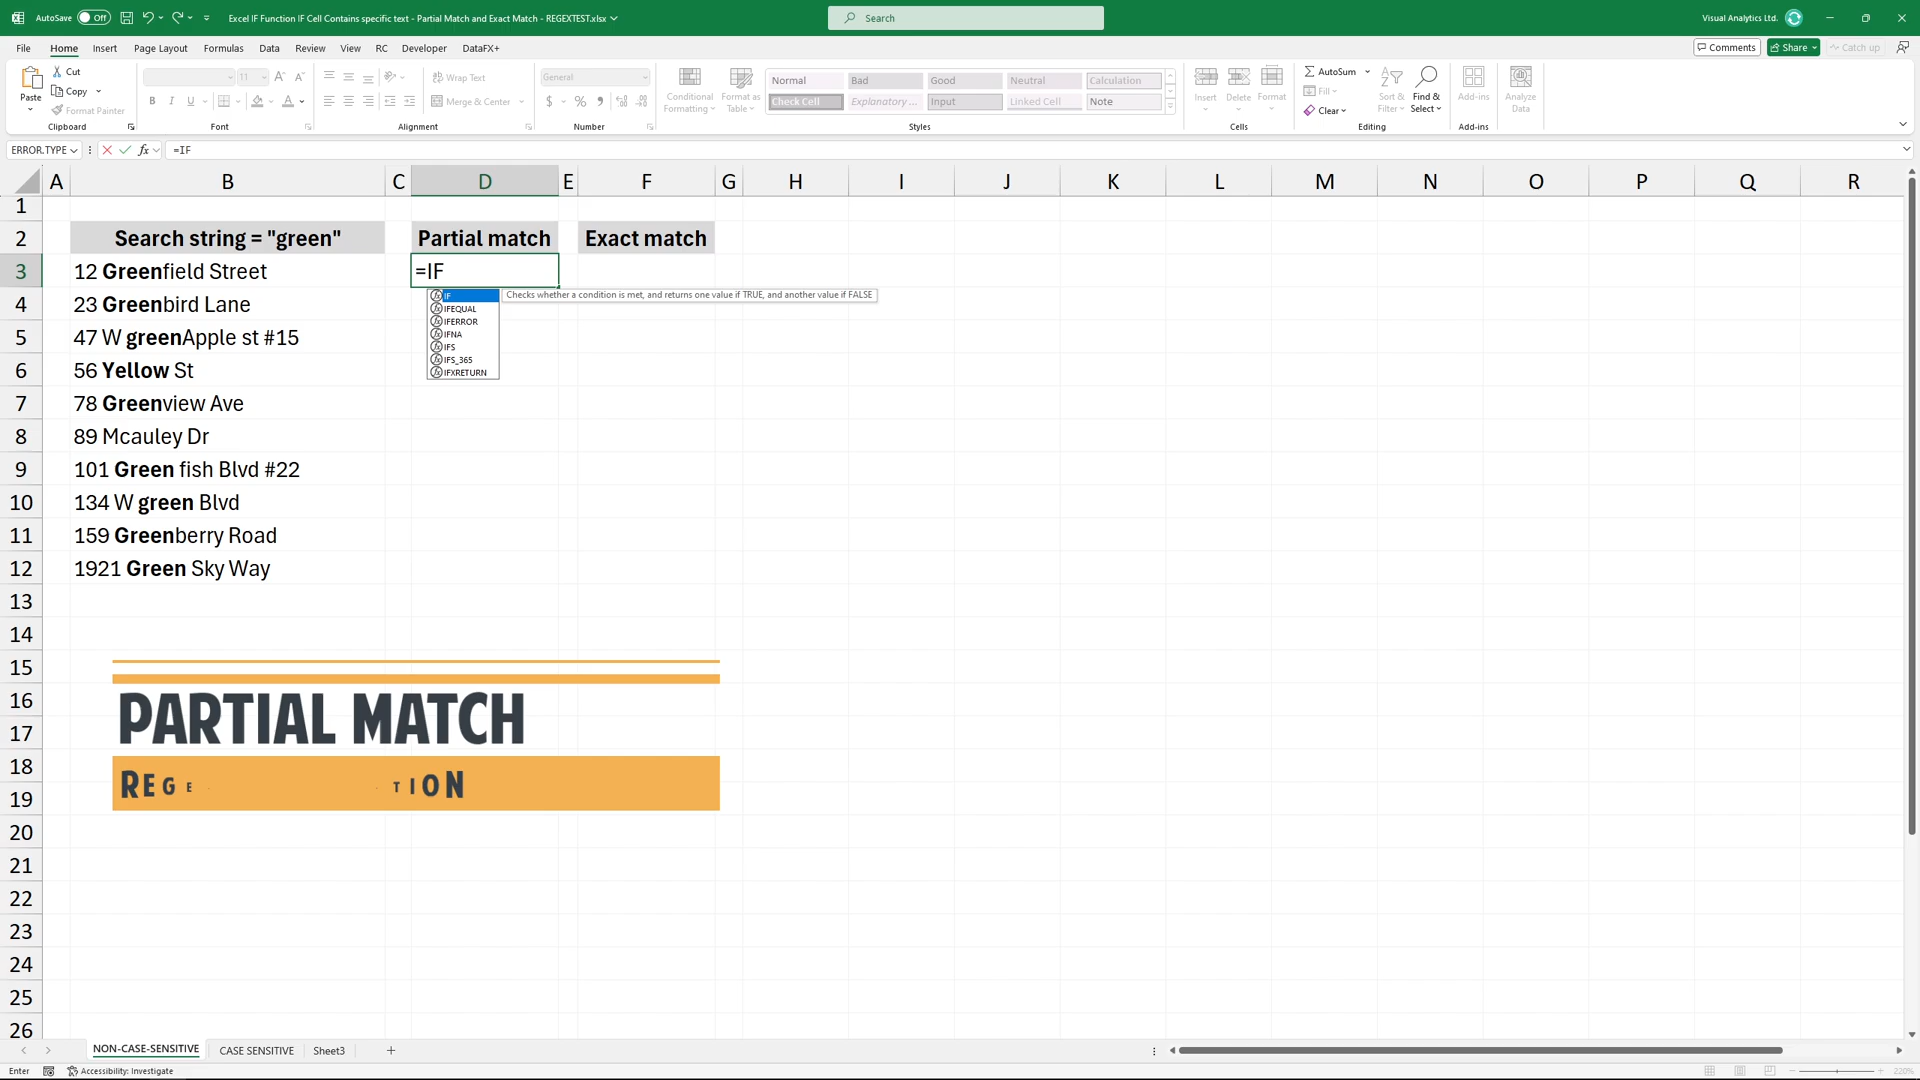 AutoSave Off
Excel IF Function IF Cell Contains specific text - Partial Match and Exact Match - REGEXTEST.xlsx
Search
Visual Analytics Ltd.
File Home Insert Page Layout Formulas Data Review View RC Developer DataFX+
Comments Share Catch up
Paste
Cut
Copy
Format Painter
Clipboard
11
B I U
Font
Wrap Text
Merge & Center
Alignment
General
Number
Conditional Formatting
Format as Table
Normal Bad Good Neutral Calculation
Check Cell Explanatory ... Input Linked Cell Note
Styles
Insert Delete Format
Cells
AutoSum
Fill
Clear
Sort & Filter
Find & Select
Editing
Add-ins
Add-ins
Analyze Data
ERROR.TYPE fx =IF
A B C D E F G H I J K L M N O P Q R
1
2 Search string = "green" Partial match Exact match
3 12 Greenfield Street =IF
IF Checks whether a condition is met, and returns one value if TRUE, and another value if FALSE
IFEQUAL
IFERROR
IFNA
IFS
IFS_365
IFXRETURN
4 23 Greenbird Lane
5 47 W greenApple st #15
6 56 Yellow St
7 78 Greenview Ave
8 89 Mcauley Dr
9 101 Green fish Blvd #22
10 134 W green Blvd
11 159 Greenberry Road
12 1921 Green Sky Way
13
14
15
16
PARTIAL MATCH
17
18
REGE TION
19
20
21
22
23
24
25
26
NON-CASE-SENSITIVE CASE SENSITIVE Sheet3
Enter Accessibility: Investigate 220%